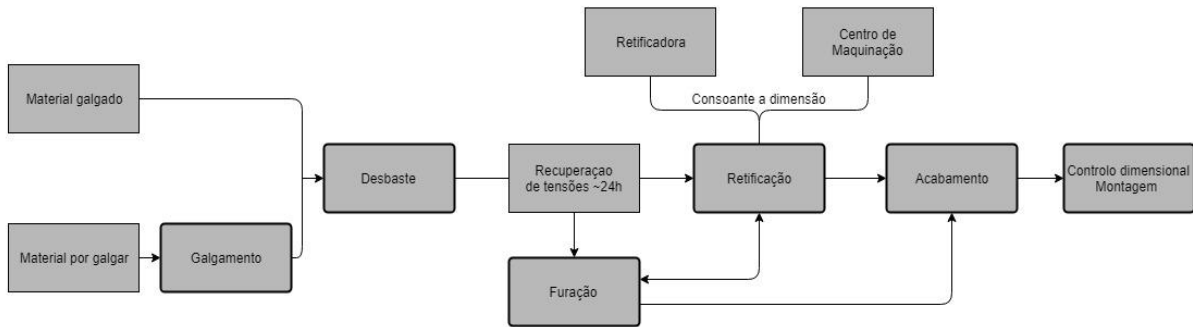 Retificadora
Centro de
Maquinação
Material galgado
Consoante a dimensão
Desbaste
Recuperaçao
de tensões ~24h
Retificação
Acabamento
Controlo dimensional
Montagem
Material por galgar
Galgamento
Furação